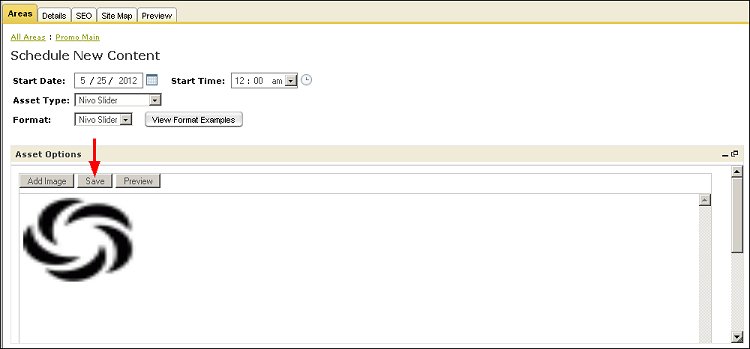 Areas Details SEO Site Map Preview
All Areas : Promo Main
Schedule New Content
Start Date: 5 / 25 / 2012 Start Time: 12 : 00 am
Asset Type: Nivo Slider
Format: Nivo Slider View Format Examples
Asset Options
Add Image Save Preview